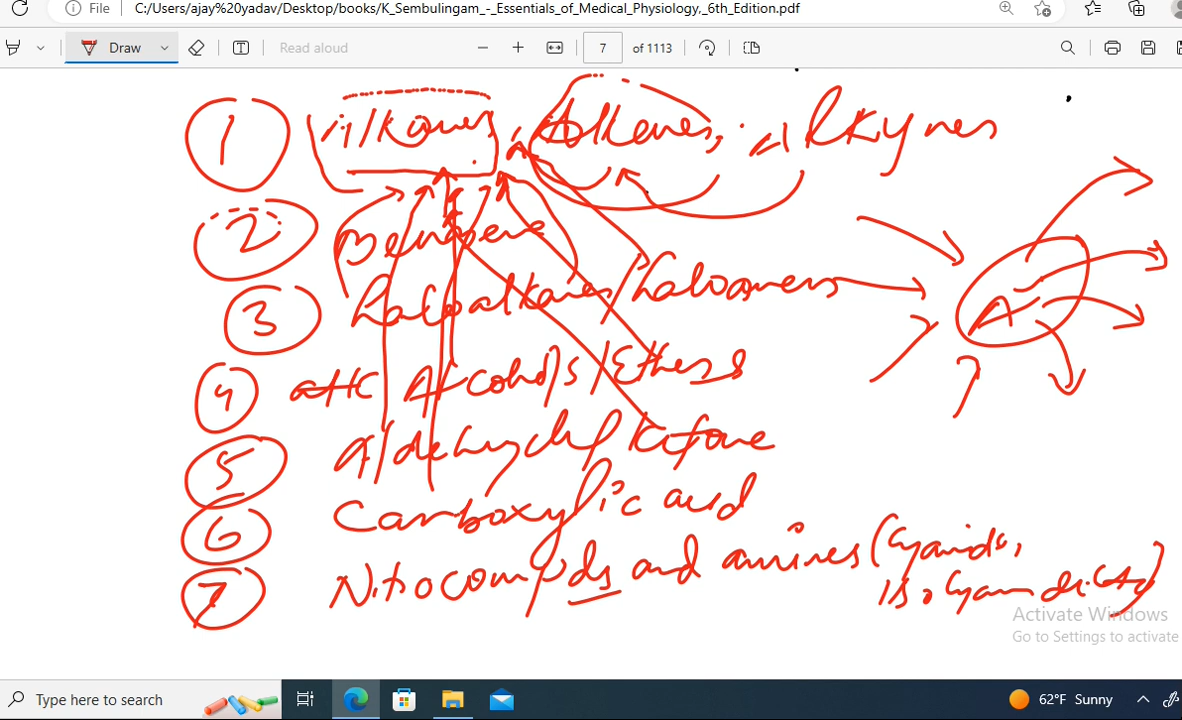 File C:/Users/ajay%20yadav/Desktop/books/K_Sembulingam_-_Essentials_of_Medical_Physiology,_6th_Edition.pdf
Draw Read aloud 7 of 1113
1 Alkanes, Alkenes, Alkynes
2 Benzene
3 haloalkanes/haloarenes
4 Alcohols/Ethers
A
5 Aldehyde/ketone
6 Carboxylic acid
7 Nitrocompds and amines (Cyanide,
Isocyanide
Activate Windows
Go to Settings to activate
Type here to search 62°F Sunny